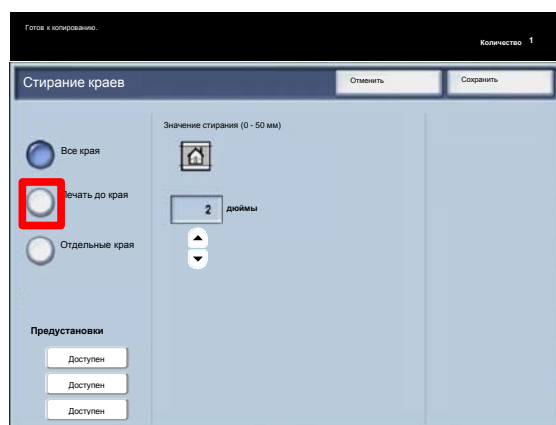 Готов к копированию.
Количество 1
Стирание краев
Отменить
Сохранить
Значение стирания (0 - 50 мм)
Все края
Печать до края
2 дюймы
Отдельные края
Предустановки
Доступен
Доступен
Доступен